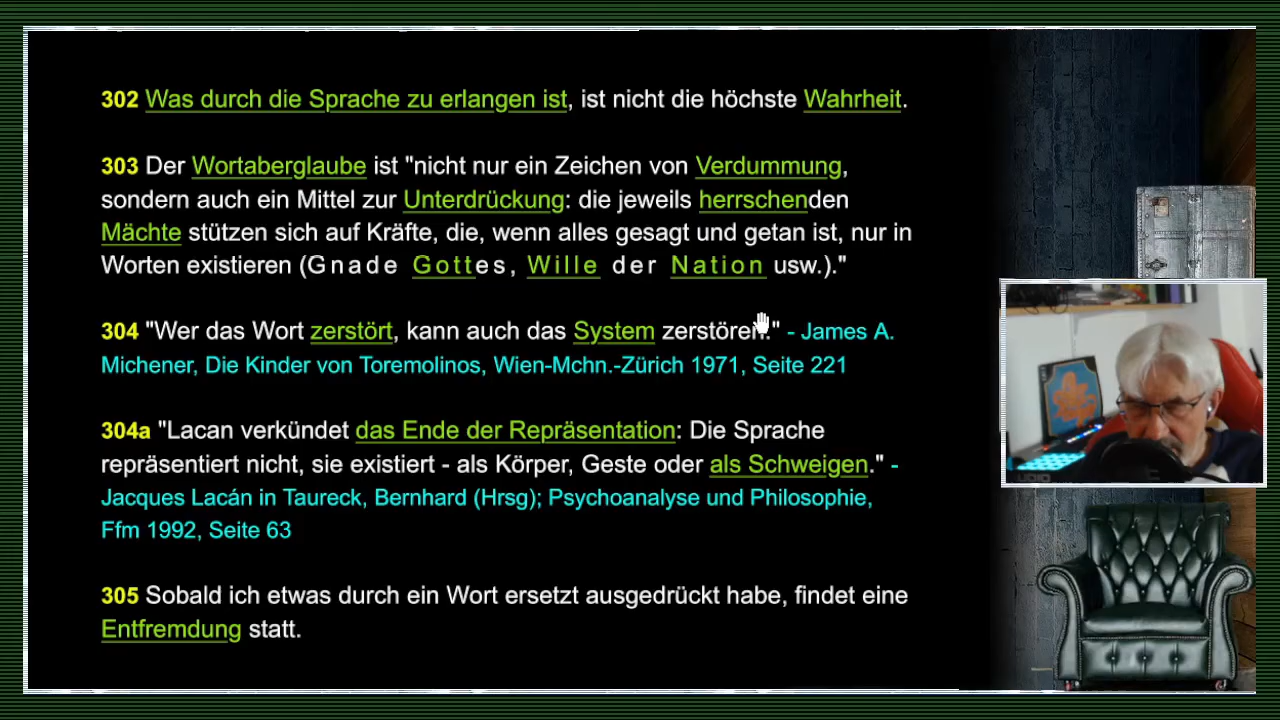 302 Was durch die Sprache zu erlangen ist, ist nicht die höchste Wahrheit.
303 Der Wortaberglaube ist "nicht nur ein Zeichen von Verdummung,
sondern auch ein Mittel zur Unterdrückung: die jeweils herrschenden
Mächte stützen sich auf Kräfte, die, wenn alles gesagt und getan ist, nur in
Worten existieren (Gnade Gottes, Wille der Nation usw.)."
304 "Wer das Wort zerstört, kann auch das System zerstören." - James A.
Michener, Die Kinder von Toremolinos, Wien-Mchn.-Zürich 1971, Seite 221
304a "Lacan verkündet das Ende der Repräsentation: Die Sprache
repräsentiert nicht, sie existiert - als Körper, Geste oder als Schweigen." -
Jacques Lacán in Taureck, Bernhard (Hrsg); Psychoanalyse und Philosophie,
Ffm 1992, Seite 63
305 Sobald ich etwas durch ein Wort ersetzt ausgedrückt habe, findet eine
Entfremdung statt.